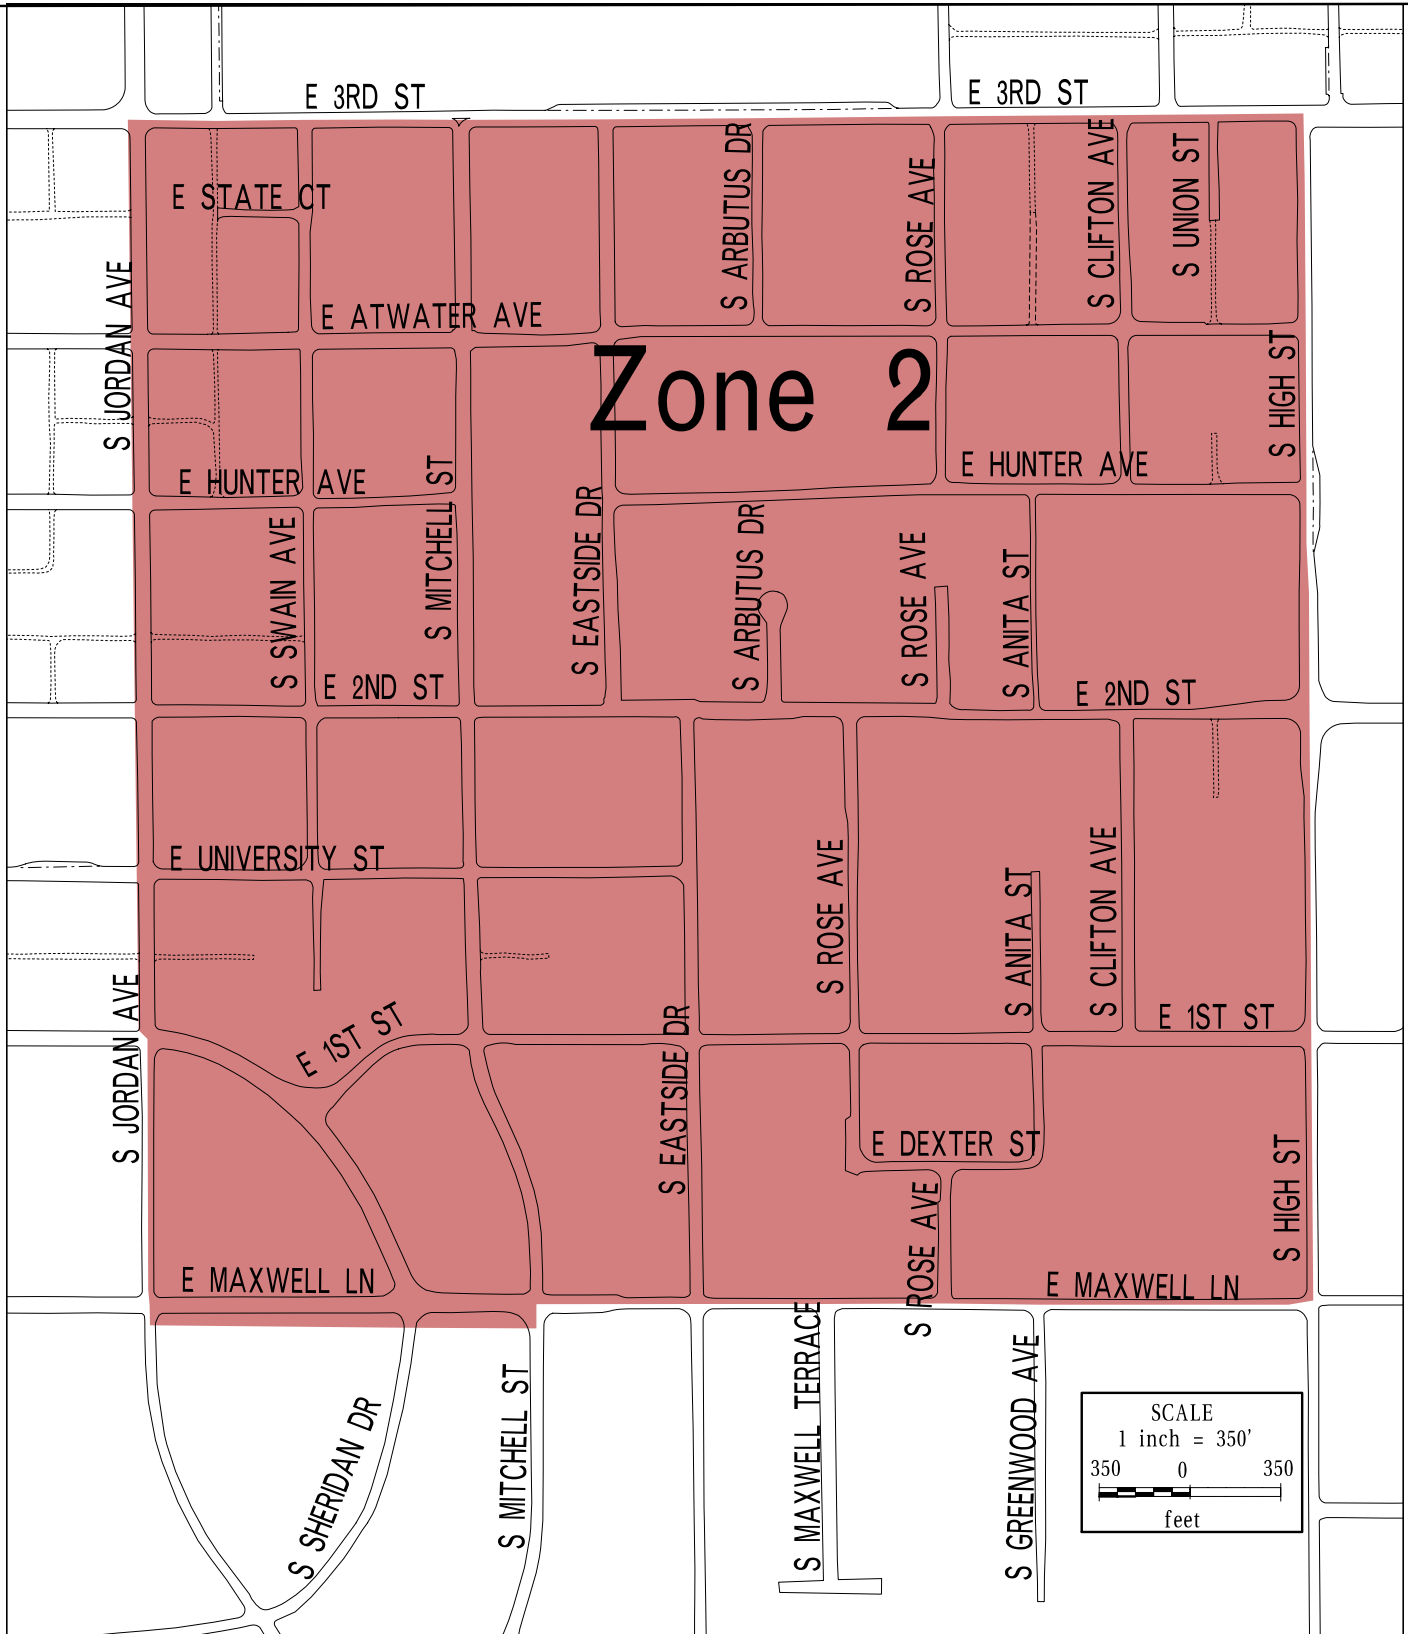 E 3RD ST
E 3RD ST
E STATE CT
S ARBUTUS DR
S ROSE AVE
S CLIFTON AVE
S UNION ST
S JORDAN AVE
E ATWATER AVE
Zone 2
S HIGH ST
E HUNTER AVE
E HUNTER AVE
S MITCHELL ST
S SWAIN AVE
S EASTSIDE DR
S ARBUTUS DR
S ROSE AVE
S ANITA ST
E 2ND ST
E 2ND ST
E UNIVERSITY ST
S ROSE AVE
S ANITA ST
S CLIFTON AVE
S JORDAN AVE
E 1ST ST
E 1ST ST
S EASTSIDE DR
E DEXTER ST
S HIGH ST
S ROSE AVE
E MAXWELL LN
E MAXWELL LN
S SHERIDAN DR
S MITCHELL ST
S MAXWELL TERRACE
S GREENWOOD AVE
SCALE
1 inch = 350'
350 0 350
feet